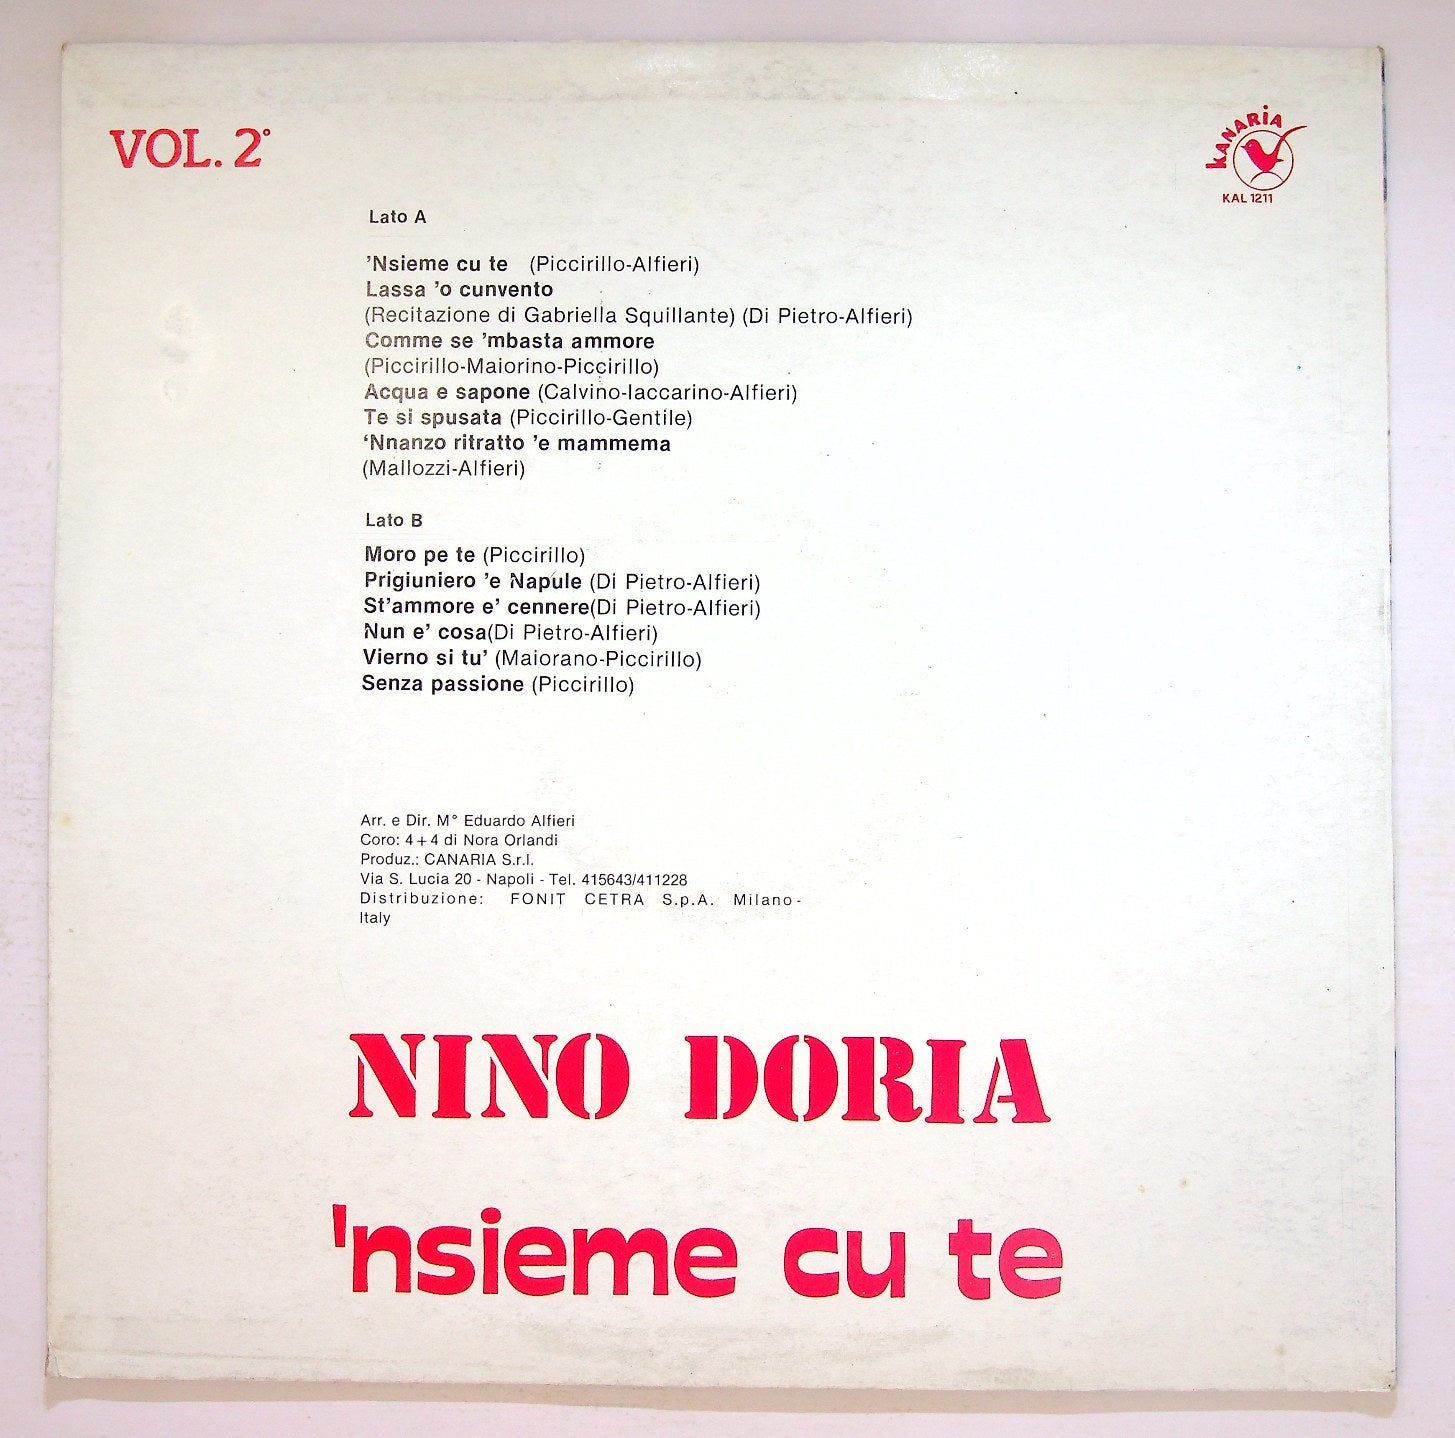 VOL. 2°
KANARIA
KAL 1211
Lato A
’Nsieme cu te (Piccirillo-Alfieri)
Lassa ’o cunvento
(Recitazione di Gabriella Squillante) (Di Pietro-Alfieri)
Comme se ’mbasta ammore
(Piccirillo-Maiorino-Piccirillo)
Acqua e sapone (Calvino-Iaccarino-Alfieri)
Te si spusata (Piccirillo-Gentile)
‘Nnanzo ritratto ’e mammema
(Mallozzi-Alfieri)
Lato B
Moro pe te (Piccirillo)
Prigiuniero ’e Napule (Di Pietro-Alfieri)
St’ammore e’ cennere(Di Pietro-Alfieri)
Nun e’ cosa(Di Pietro-Alfieri)
Vierno si tu’ (Maiorano-Piccirillo)
Senza passione (Piccirillo)
Arr. e Dir. M° Eduardo Alfieri
Coro: 4+4 di Nora Orlandi
Produz.: CANARIA S.r.l.
Via S. Lucia 20 - Napoli - Tel. 415643/411228
Distribuzione: FONIT CETRA S.p.A. Milano-
Italy
NINO DORIA
'nsieme cu te